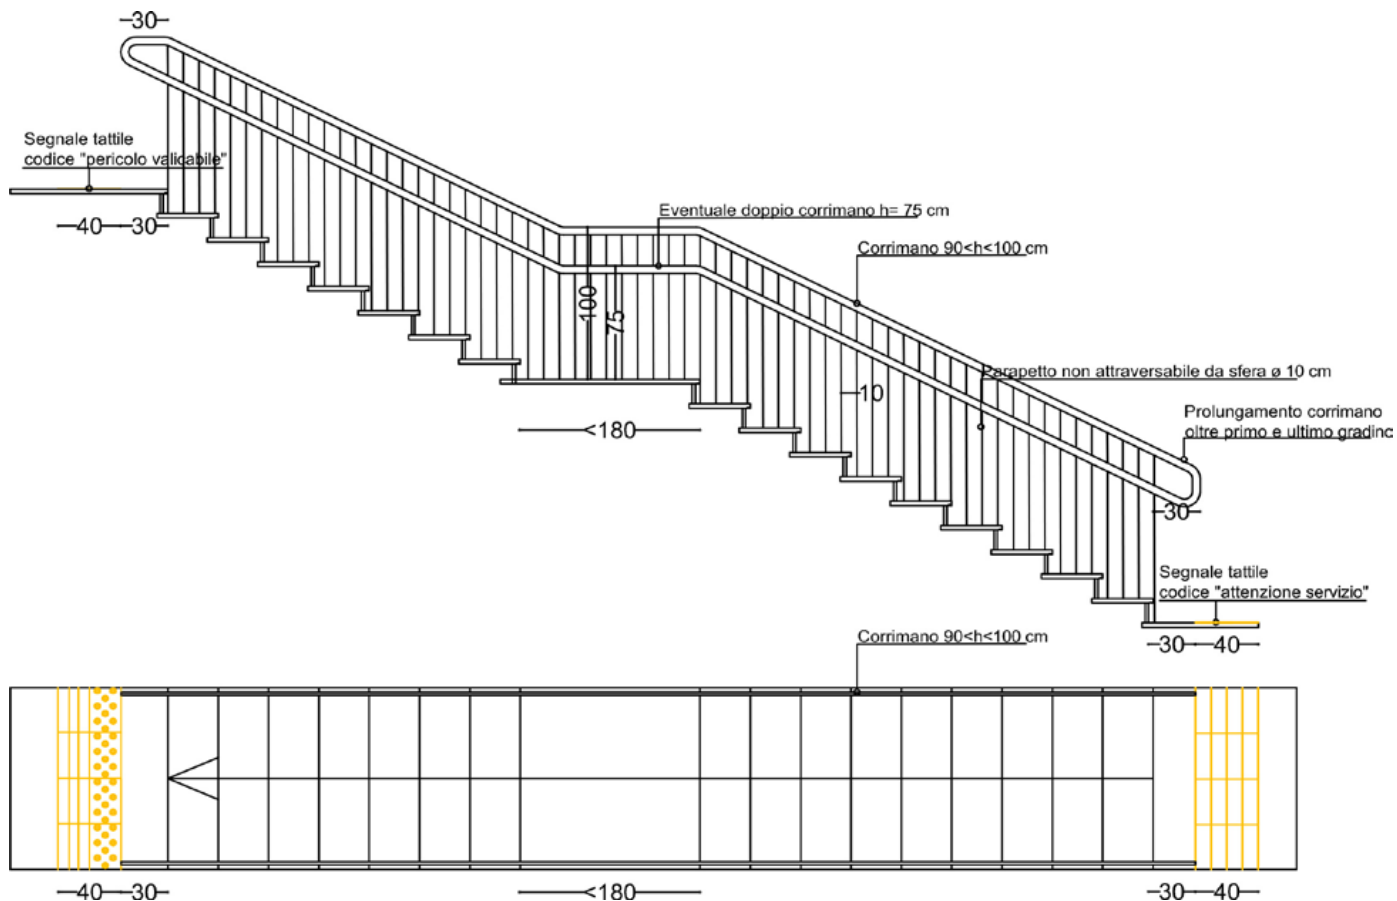 30
Segnale tattile
codice "pericolo valicabile"
40 30
Eventuale doppio corrimano h= 75 cm
Corrimano 90<h<100 cm
100
75
Parapetto non attraversabile da sfera ø 10 cm
10
Prolungamento corrimano
oltre primo e ultimo gradinc
<180
30
Segnale tattile
codice "attenzione servizio"
30 40
Corrimano 90<h<100 cm
40 30
<180
30 40